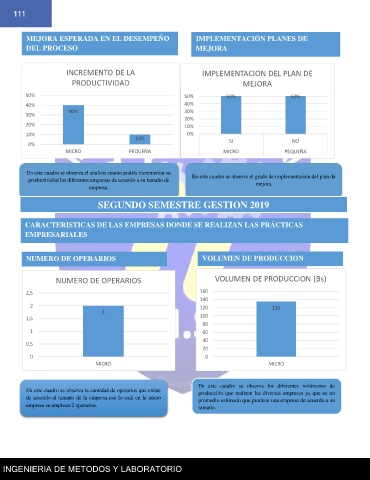 111
MEJORA ESPERADA EN EL DESEMPEÑO
DEL PROCESO
IMPLEMENTACIÓN PLANES DE
MEJORA
INCREMENTO DE LA
PRODUCTIVIDAD
50%
40%
30%
20%
10%
0%
40%
10%
MICRO
PEQUEÑA
IMPLEMENTACION DEL PLAN DE
MEJORA
50%
40%
30%
20%
10%
0%
50%
50%
SI
NO
MICRO
PEQUEÑA
En este cuadro se observa el analisis cuanto podría incrementar su
productividad las diferentes empresas de acuerdo a su tamaño de
empresa.
En este cuadro se observa el grado de implementación del plan de
mejora.
SEGUNDO SEMESTRE GESTION 2019
CARACTERISTICAS DE LAS EMPRESAS DONDE SE REALIZAN LAS PRÁCTICAS
EMPRESARIALES
NUMERO DE OPERARIOS
VOLUMEN DE PRODUCCION
NUMERO DE OPERARIOS
2,5
2
1,5
1
0,5
0
2
MICRO
VOLUMEN DE PRODUCCION (Bs)
160
140
120
100
80
60
40
20
0
MICRO
En este cuadro se observa la cantidad de operarios que existe
de acuerdo al tamaño de la empresa por lo cual en la micro
empresa se emplean 2 operarios.
En este cuadro se observa los diferentes volúmenes de
producción que realizan las diversas empresas ya que es un
promedio estimado que produce una empresa de acuerdo a su
tamaño.
INGENIERIA DE METODOS Y LABORATORIO